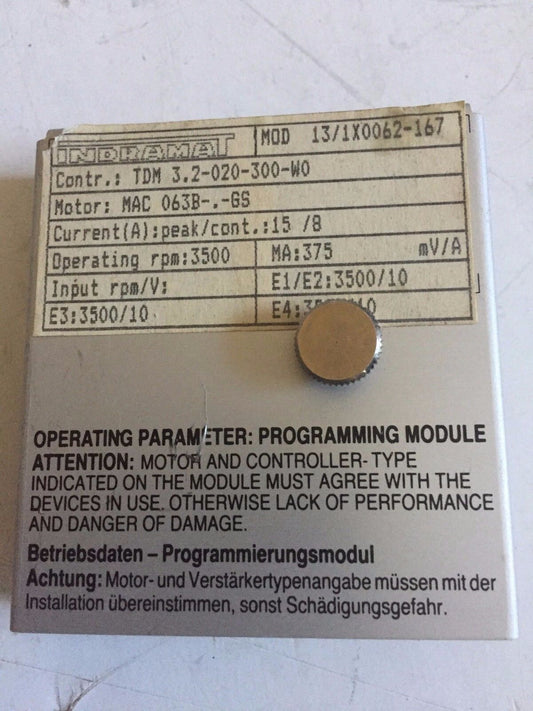 INDRAMAT
MOD 13/1X0062-167
Contr.: TDM 3.2-020-300-W0
Motor: MAC 063B-.-GS
Current(A):peak/cont.:15 /8
Operating rpm:3500
MA:375 mV/A
Input rpm/V:
E1/E2:3500/10
E3:3500/10
E4:
OPERATING PARAMETER: PROGRAMMING MODULE
ATTENTION: MOTOR AND CONTROLLER- TYPE
INDICATED ON THE MODULE MUST AGREE WITH THE
DEVICES IN USE. OTHERWISE LACK OF PERFORMANCE
AND DANGER OF DAMAGE.
Betriebsdaten – Programmierungsmodul
Achtung: Motor- und Verstärkertypenangabe müssen mit der
Installation übereinstimmen, sonst Schädigungsgefahr.